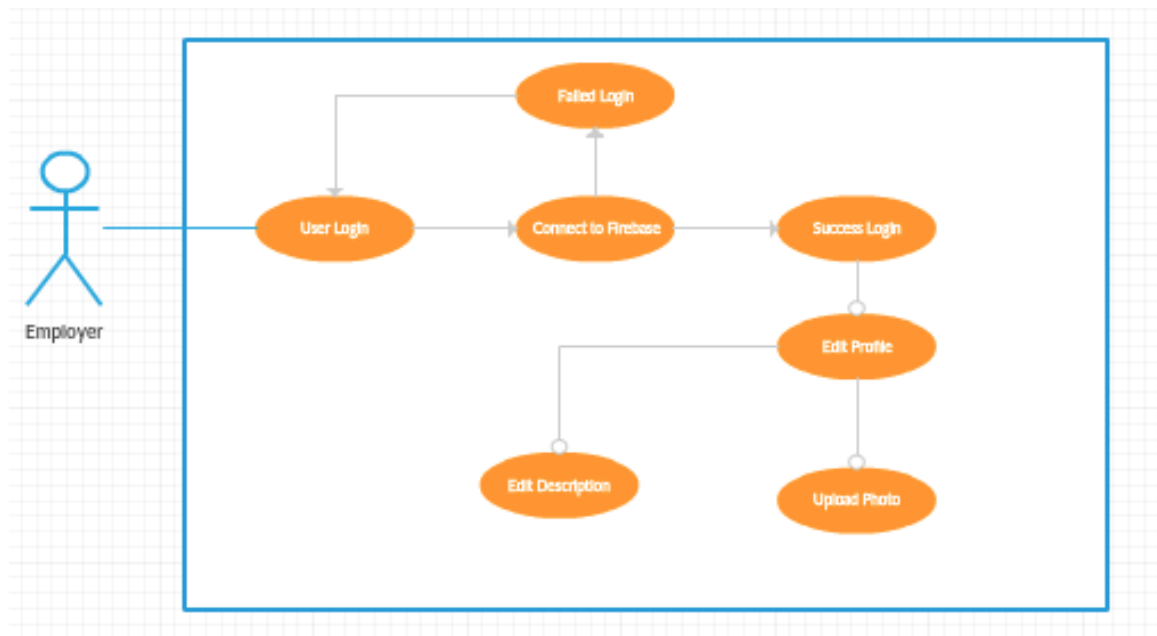 Failed Login
User Login
Connect to Firebase
Success Login
Employer
Edit Profile
Edit Description
Upload Photo